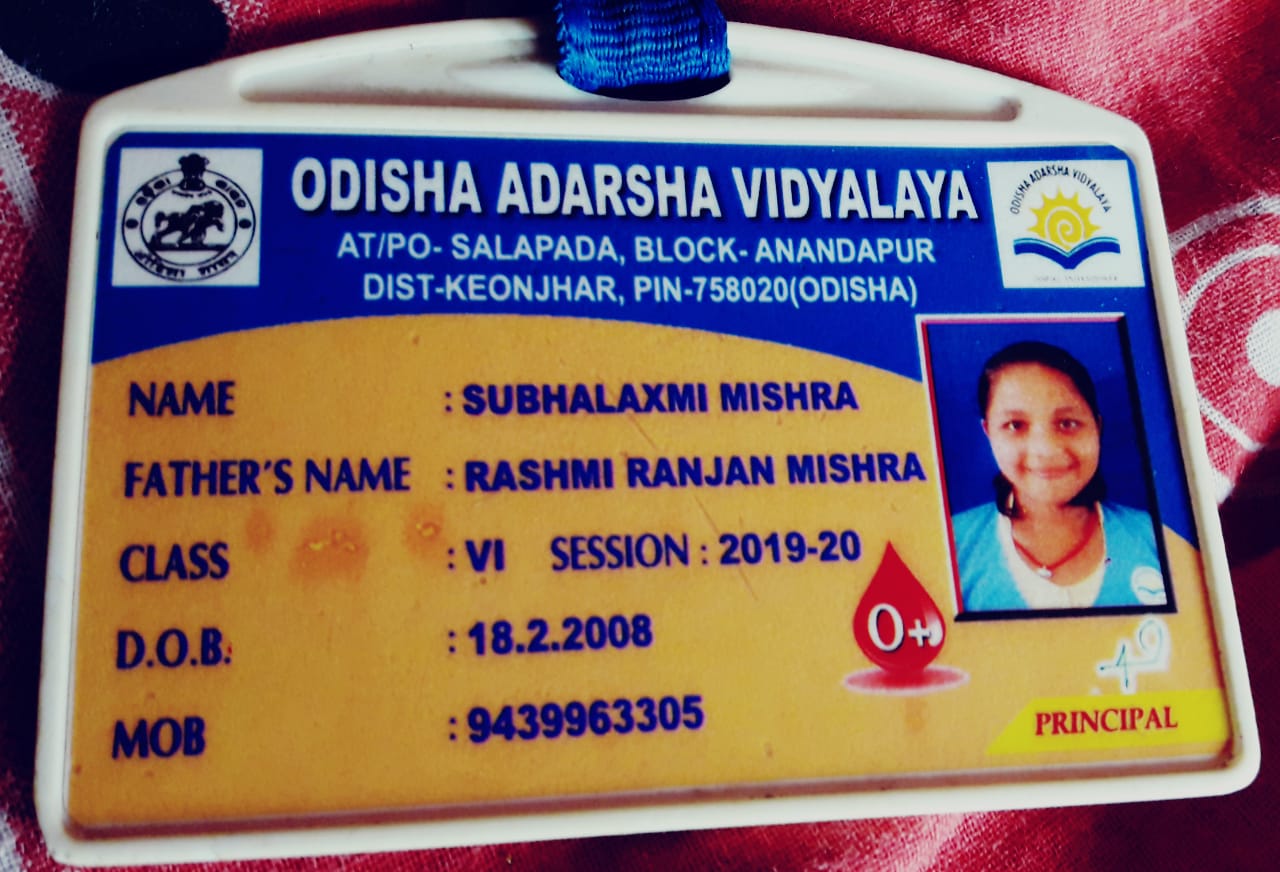 ODISHA ADARSHA VIDYALAYA
AT/PO- SALAPADA, BLOCK- ANANDAPUR
DIST-KEONJHAR, PIN-758020(ODISHA)
ODISHA ADARSHA VIDYALAYA
NAME : SUBHALAXMI MISHRA
FATHER'S NAME : RASHMI RANJAN MISHRA
CLASS : VI SESSION : 2019-20
D.O.B. : 18.2.2008
O+
MOB : 9439963305
PRINCIPAL